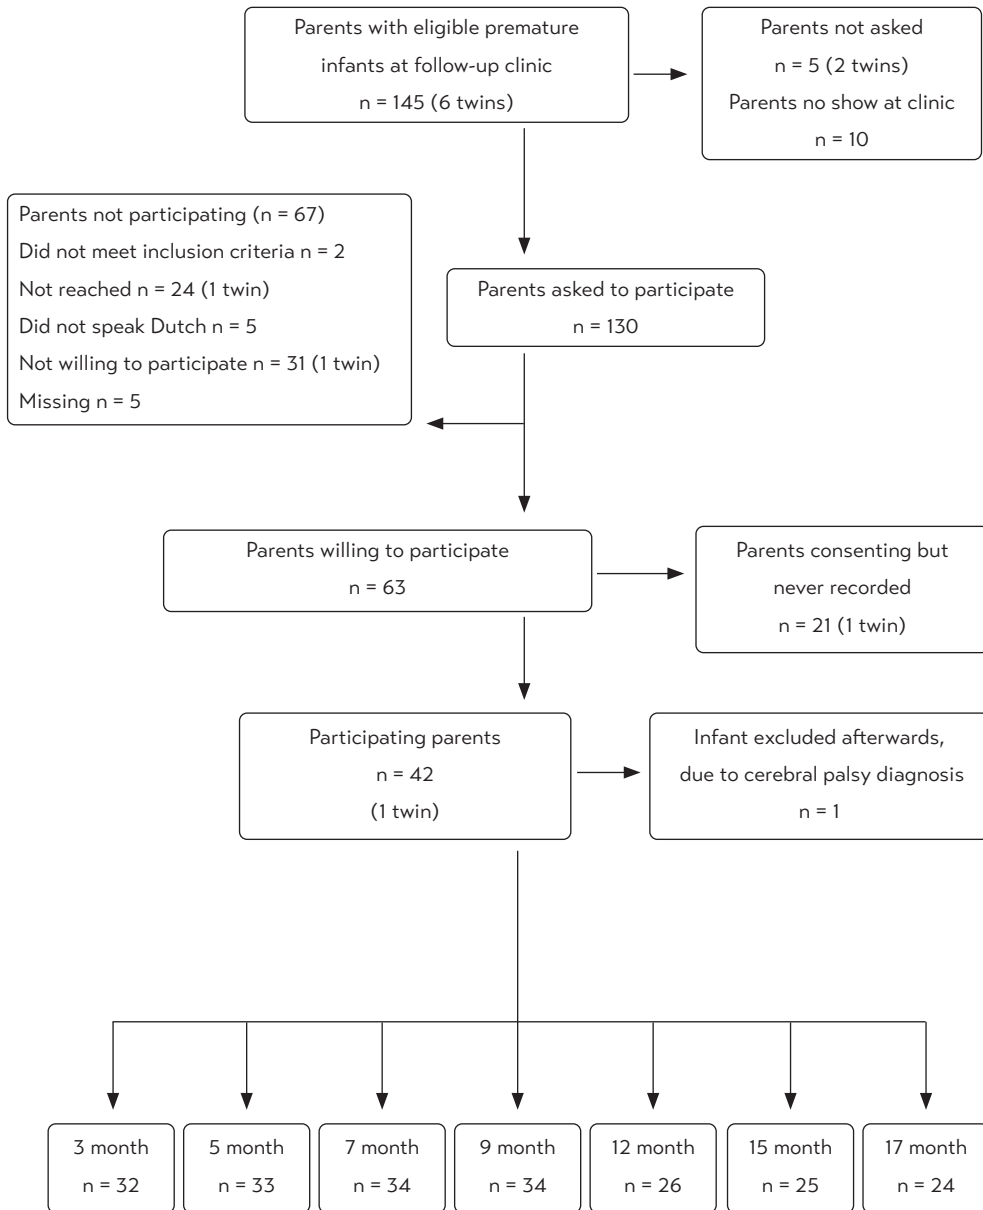 Parents with eligible premature
infants at follow-up clinic
n = 145 (6 twins)
Parents not asked
n = 5 (2 twins)
Parents no show at clinic
n = 10
Parents not participating (n = 67)
Did not meet inclusion criteria n = 2
Not reached n = 24 (1 twin)
Did not speak Dutch n = 5
Not willing to participate n = 31 (1 twin)
Missing n = 5
Parents asked to participate
n = 130
Parents willing to participate
n = 63
Parents consenting but
never recorded
n = 21 (1 twin)
Participating parents
n = 42
(1 twin)
Infant excluded afterwards,
due to cerebral palsy diagnosis
n = 1
3 month
n = 32
5 month
n = 33
7 month
n = 34
9 month
n = 34
12 month
n = 26
15 month
n = 25
17 month
n = 24